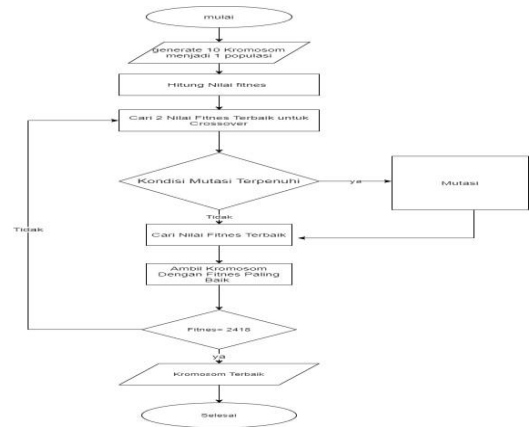 mulai
generate 10 Kromosom
menjadi 1 populasi
Hitung Nilai fitnes
Cari 2 Nilai Fitnes Terbaik untuk
Crossover
Kondisi Mutasi Terpenuhi
ya
Mutasi
Tidak
Tidak
Cari Nilai Fitnes Terbaik
Ambil Kromosom
Dengan Fitnes Paling
Baik
Fitnes= 2418
ya
Kromosom Terbaik
Selesai